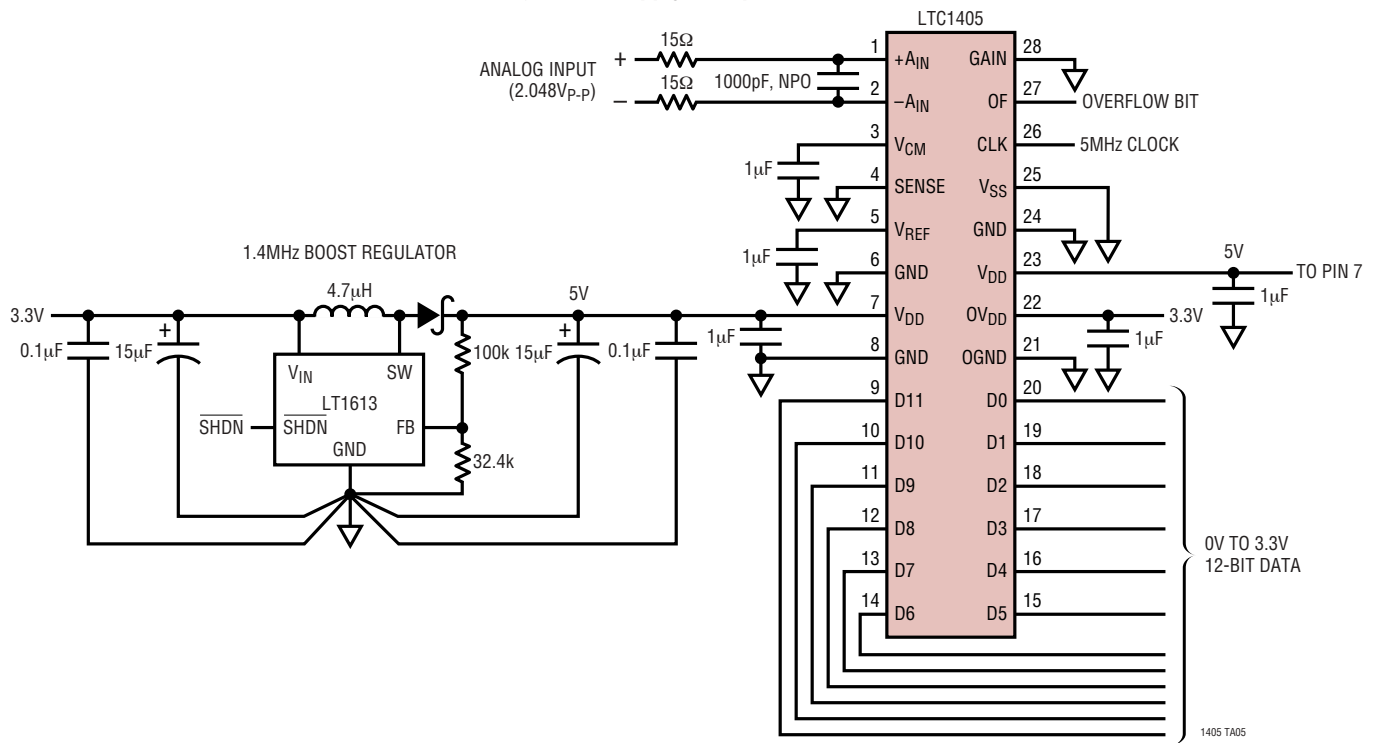 LTC1405
ANALOG INPUT
(2.048VP-P)
+
15Ω
−
15Ω
1000pF, NPO
1
+AIN
2
−AIN
3
VCM
1µF
4
SENSE
5
VREF
1µF
6
GND
7
VDD
1µF
8
GND
9
D11
10
D10
11
D9
12
D8
13
D7
14
D6
GAIN
28
OF
27
OVERFLOW BIT
CLK
26
5MHz CLOCK
VSS
25
GND
24
VDD
23
5V
TO PIN 7
1µF
OVDD
22
3.3V
1µF
OGND
21
D0
20
D1
19
D2
18
D3
17
D4
16
D5
15
0V TO 3.3V
12-BIT DATA
1.4MHz BOOST REGULATOR
3.3V
0.1µF
+
15µF
4.7µH
VIN
SW
LT1613
SHDN
SHDN
FB
GND
100k
32.4k
5V
+
15µF
0.1µF
1405 TA05